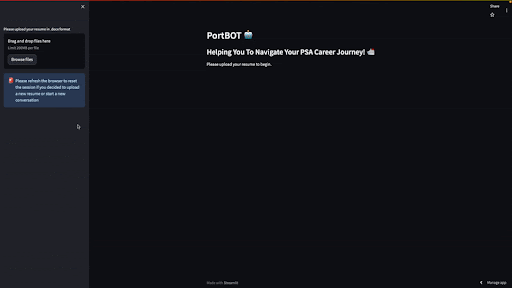 Share
Please upload your resume in .docx format
Drag and drop files here
Limit 200MB per file
Browse files
Please refresh the browser to reset
the session if you decided to upload
a new resume or start a new
conversation
PortBOT
Helping You To Navigate Your PSA Career Journey!
Please upload your resume to begin.
Made with Streamlit
Manage app